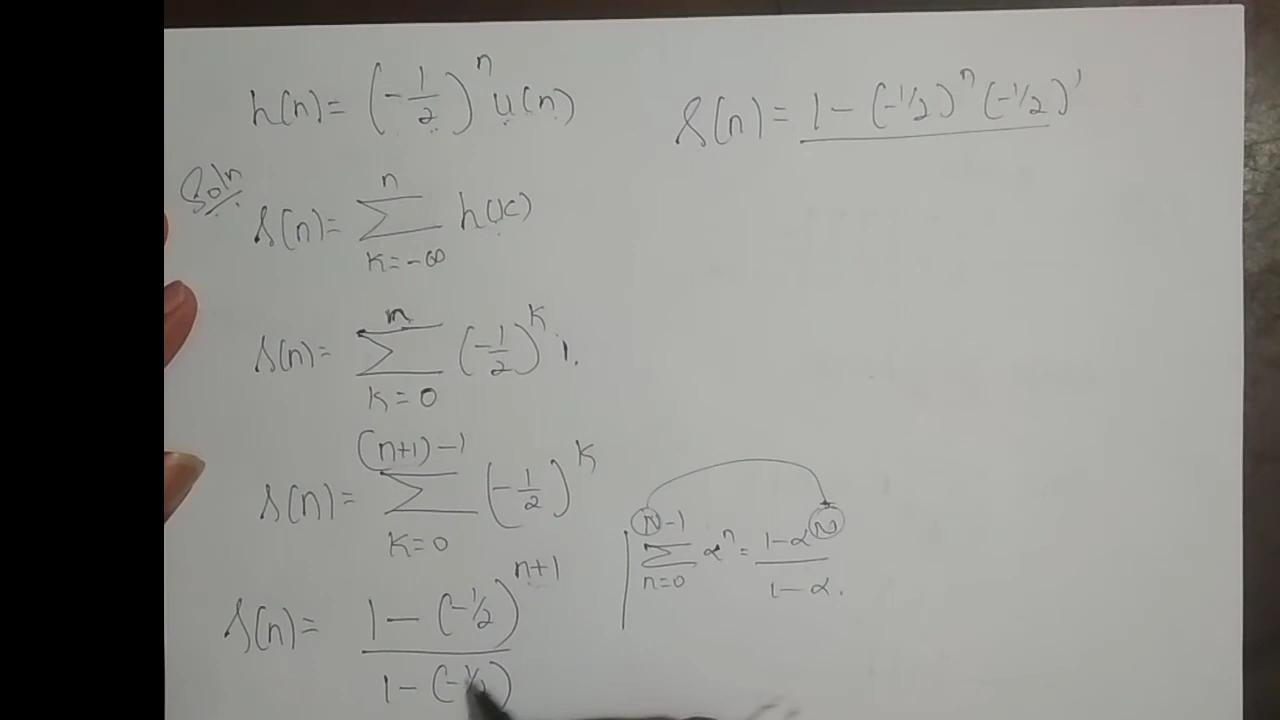 h(n) = (-1/2)^n u(n)
Soln
s(n) = Σ_{k=-∞}^{n} h(k)
s(n) = Σ_{k=0}^{n} (-1/2)^k 1.
s(n) = Σ_{k=0}^{(n+1)-1} (-1/2)^k
s(n) = (1-(-1/2)^{n+1})/(1-(-1/2))
Σ_{n=0}^{N-1} α^n = (1-α^N)/(1-α).
s(n) = 1-(-1/2)^n (-1/2)^1